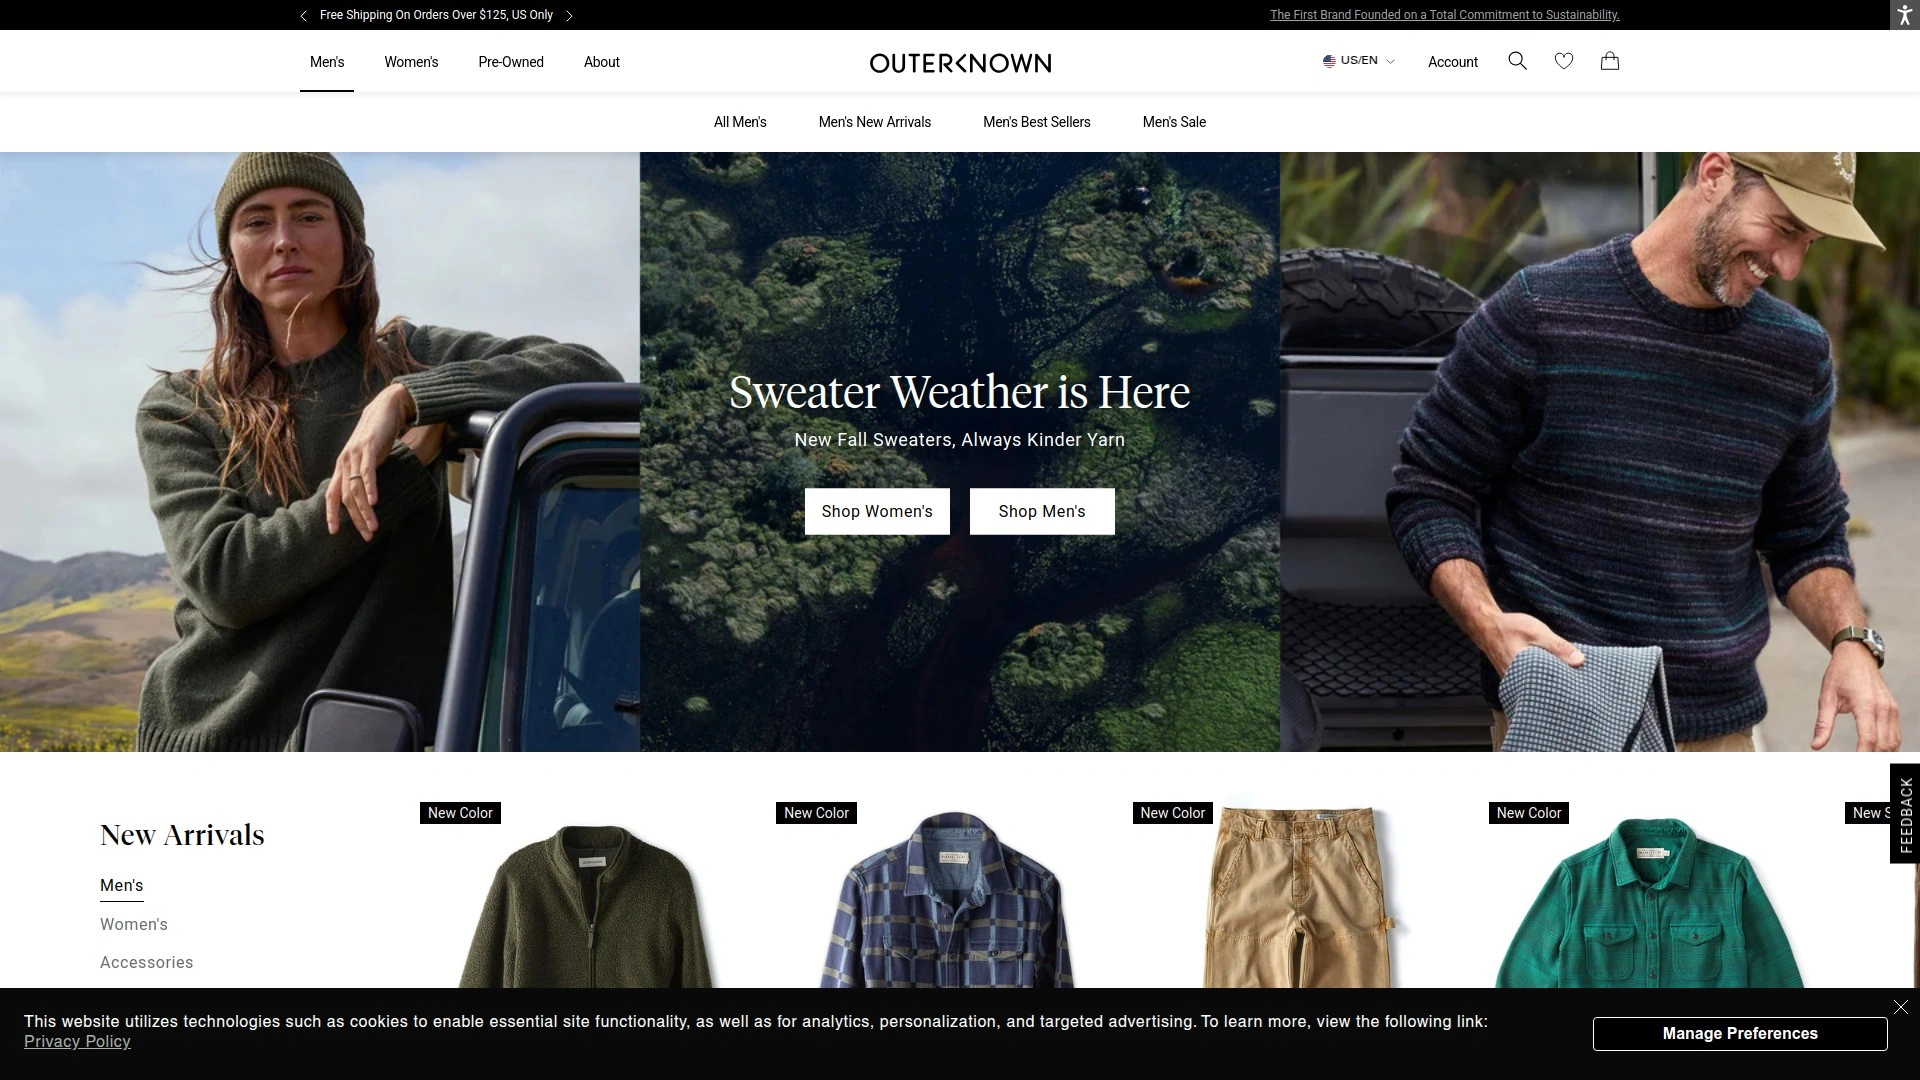 Free Shipping On Orders Over $125, US Only
The First Brand Founded on a Total Commitment to Sustainability.
Men's
Women's
Pre-Owned
About
OUTERKNOWN
US/EN
Account
All Men's
Men's New Arrivals
Men's Best Sellers
Men's Sale
Sweater Weather is Here
New Fall Sweaters, Always Kinder Yarn
Shop Women's
Shop Men's
New Arrivals
Men's
Women's
Accessories
New Color
New Color
New Color
New Color
New S
FEEDBACK
This website utilizes technologies such as cookies to enable essential site functionality, as well as for analytics, personalization, and targeted advertising. To learn more, view the following link:
Privacy Policy
Manage Preferences